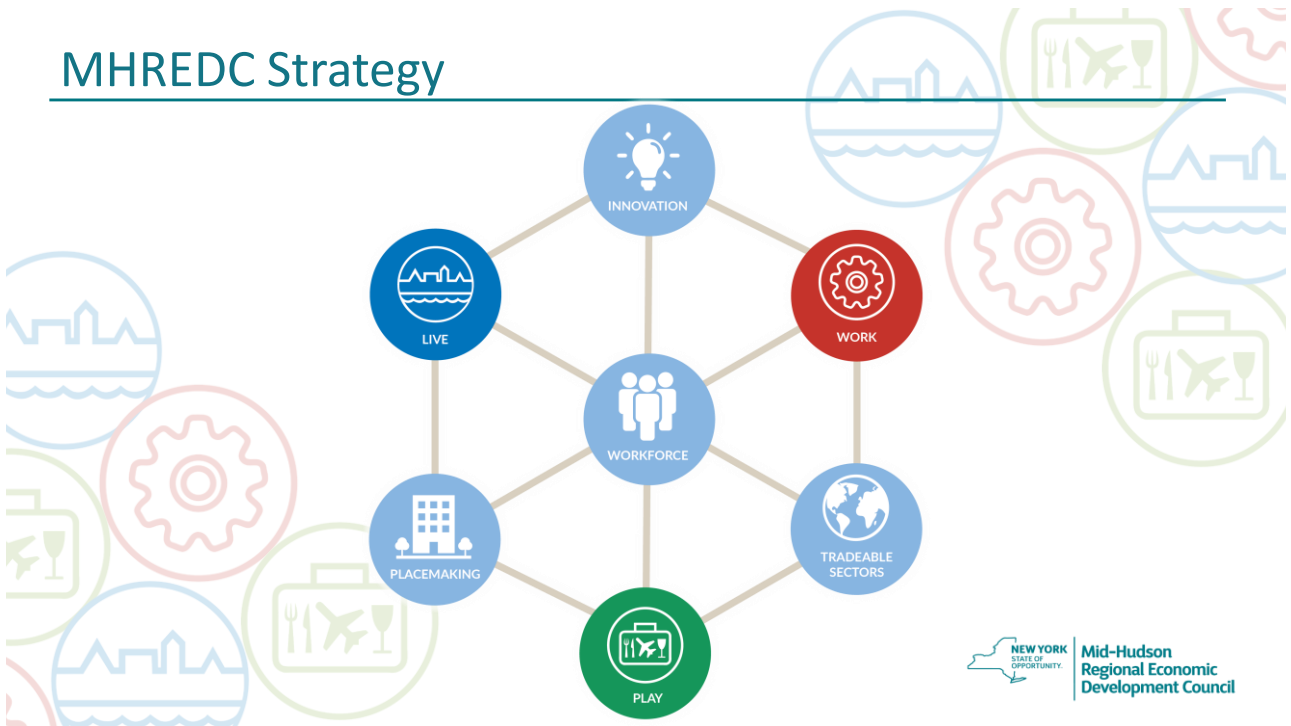 MHREDC Strategy
INNOVATION
LIVE
WORK
WORKFORCE
PLACEMAKING
TRADEABLE
SECTORS
PLAY
NEW YORK
STATE OF
OPPORTUNITY.
Mid-Hudson
Regional Economic
Development Council